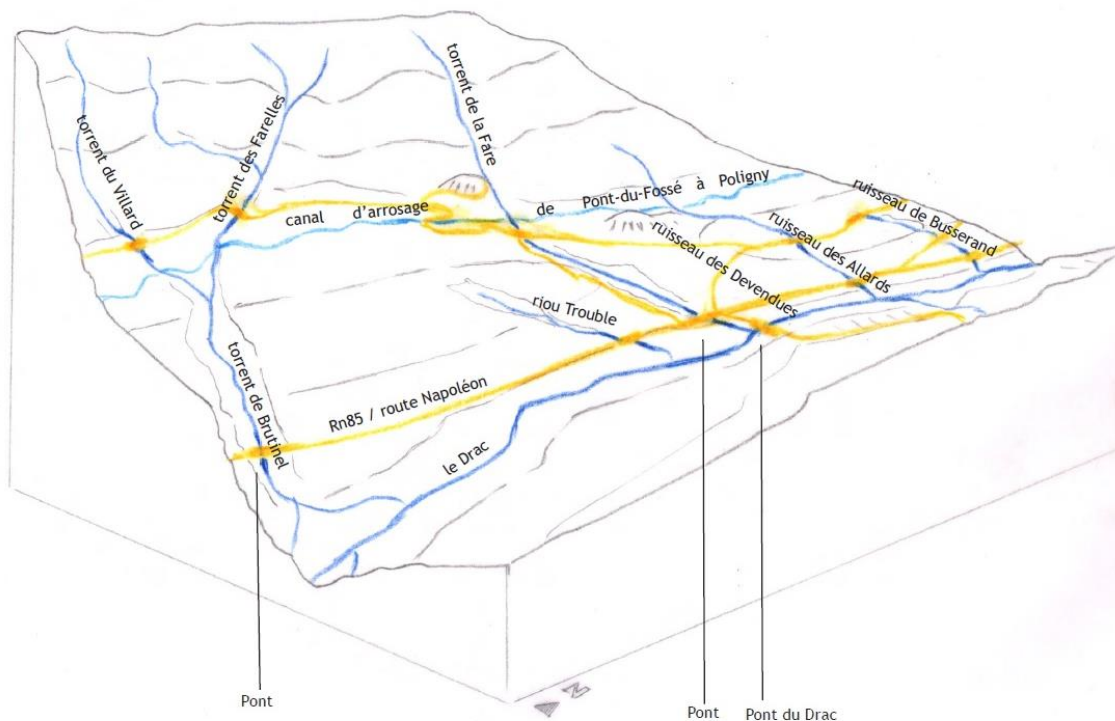 torrent du Villard
torrent des Farelles
torrent de la Fare
canal d'arrosage de Pont-du-Fossé à Poligny
ruisseau de Busserand
ruisseau des Allards
ruisseau des Devendues
riou Trouble
torrent de Brutinel
Rn85 / route Napoléon
le Drac
N
Pont
Pont
Pont du Drac